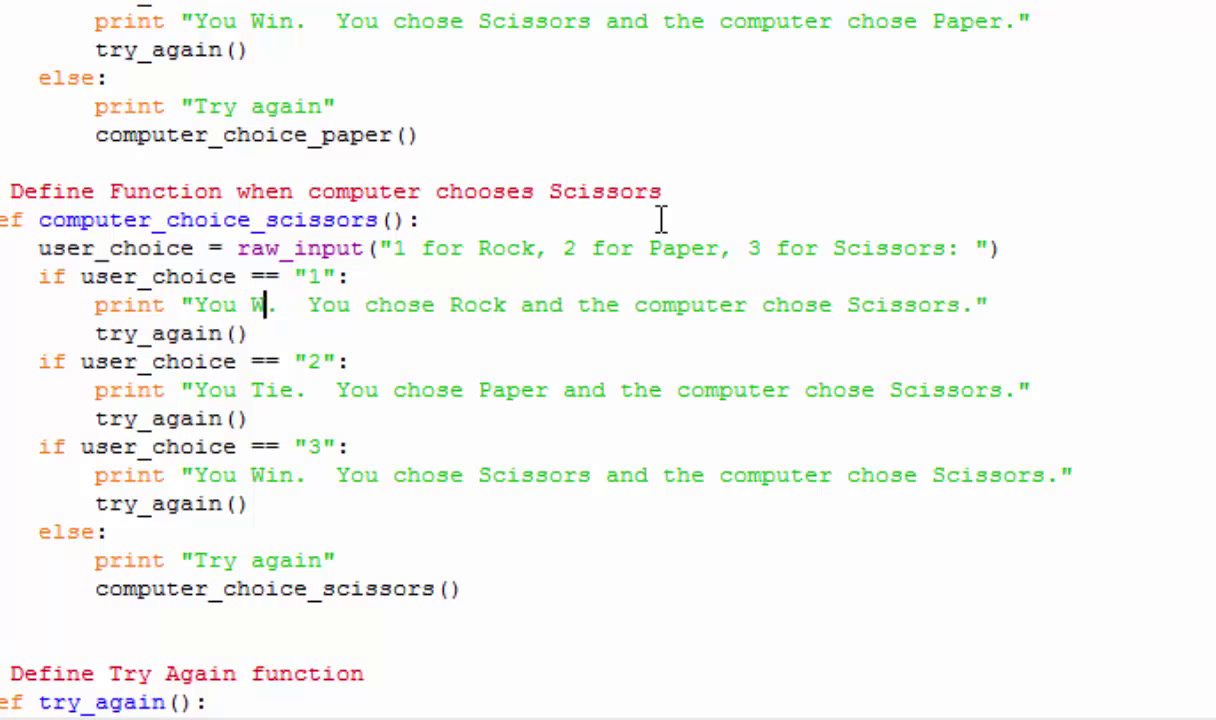 print "You Win.  You chose Scissors and the computer chose Paper."
try_again()
else:
print "Try again"
computer_choice_paper()
Define Function when computer chooses Scissors
ef computer_choice_scissors():
user_choice = raw_input("1 for Rock, 2 for Paper, 3 for Scissors: ")
if user_choice == "1":
print "You W.  You chose Rock and the computer chose Scissors."
try_again()
if user_choice == "2":
print "You Tie.  You chose Paper and the computer chose Scissors."
try_again()
if user_choice == "3":
print "You Win.  You chose Scissors and the computer chose Scissors."
try_again()
else:
print "Try again"
computer_choice_scissors()
Define Try Again function
ef try_again():